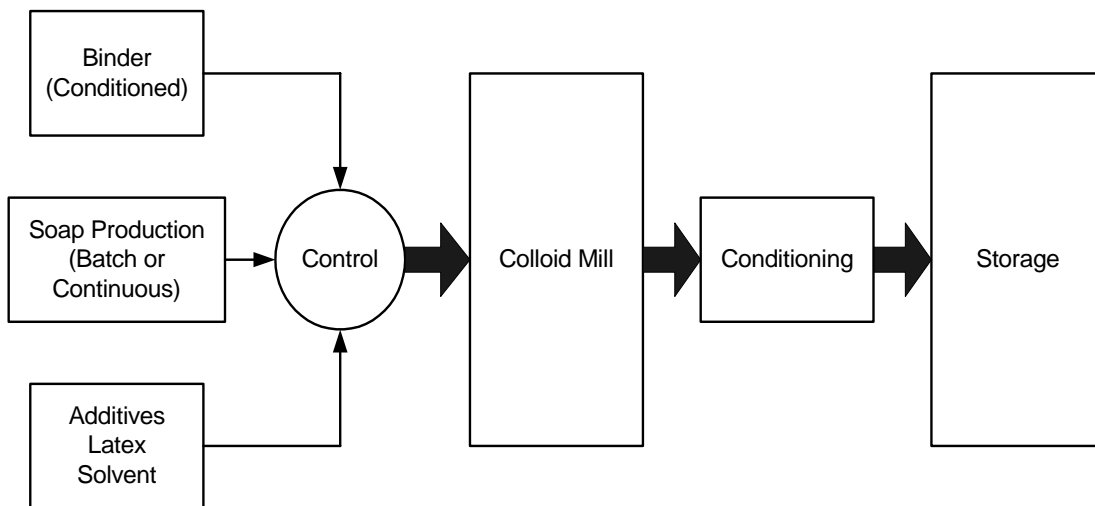 Binder
(Conditioned)
Soap Production
(Batch or
Continuous)
Additives
Latex
Solvent
Control
Colloid Mill
Conditioning
Storage